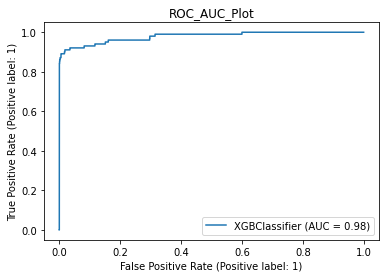 ROC_AUC_Plot
True Positive Rate (Positive label: 1)
1.0
0.8
0.6
0.4
0.2
0.0
XGBClassifier (AUC = 0.98)
0.0 0.2 0.4 0.6 0.8 1.0
False Positive Rate (Positive label: 1)